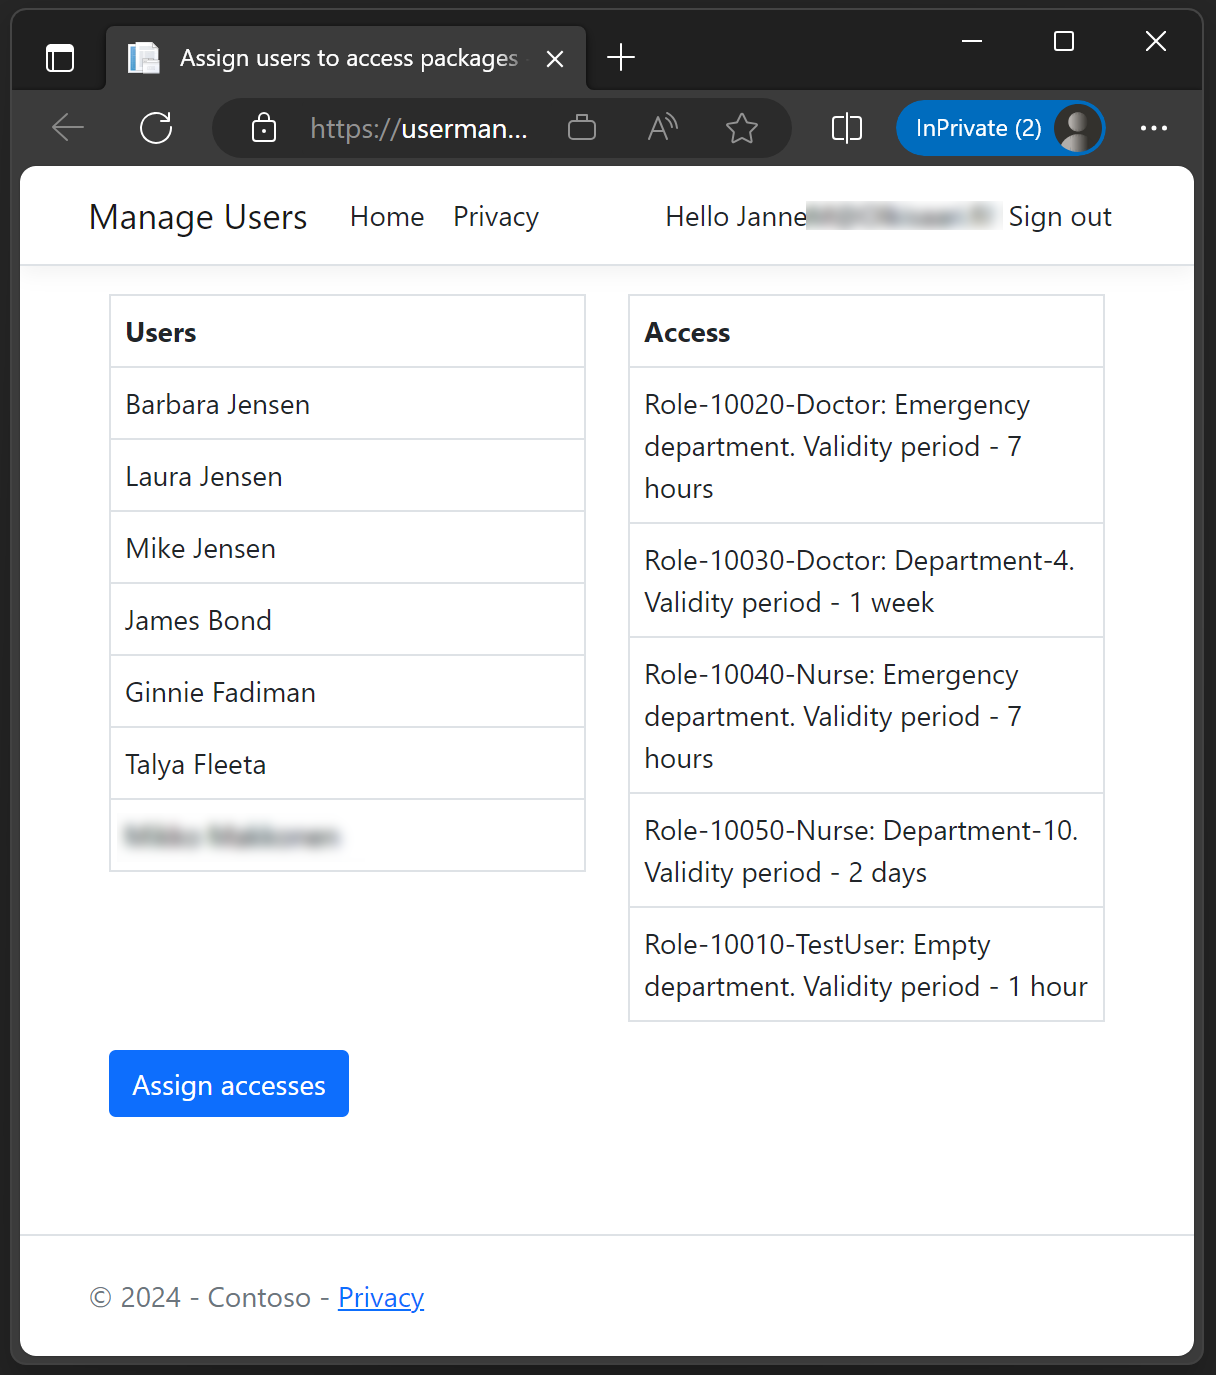 Assign users to access packages
https://userman...
InPrivate (2)
Manage Users Home Privacy Hello Janne Sign out
Users
Barbara Jensen
Laura Jensen
Mike Jensen
James Bond
Ginnie Fadiman
Talya Fleeta
Access
Role-10020-Doctor: Emergency
department. Validity period - 7
hours
Role-10030-Doctor: Department-4.
Validity period - 1 week
Role-10040-Nurse: Emergency
department. Validity period - 7
hours
Role-10050-Nurse: Department-10.
Validity period - 2 days
Role-10010-TestUser: Empty
department. Validity period - 1 hour
Assign accesses
© 2024 - Contoso - Privacy